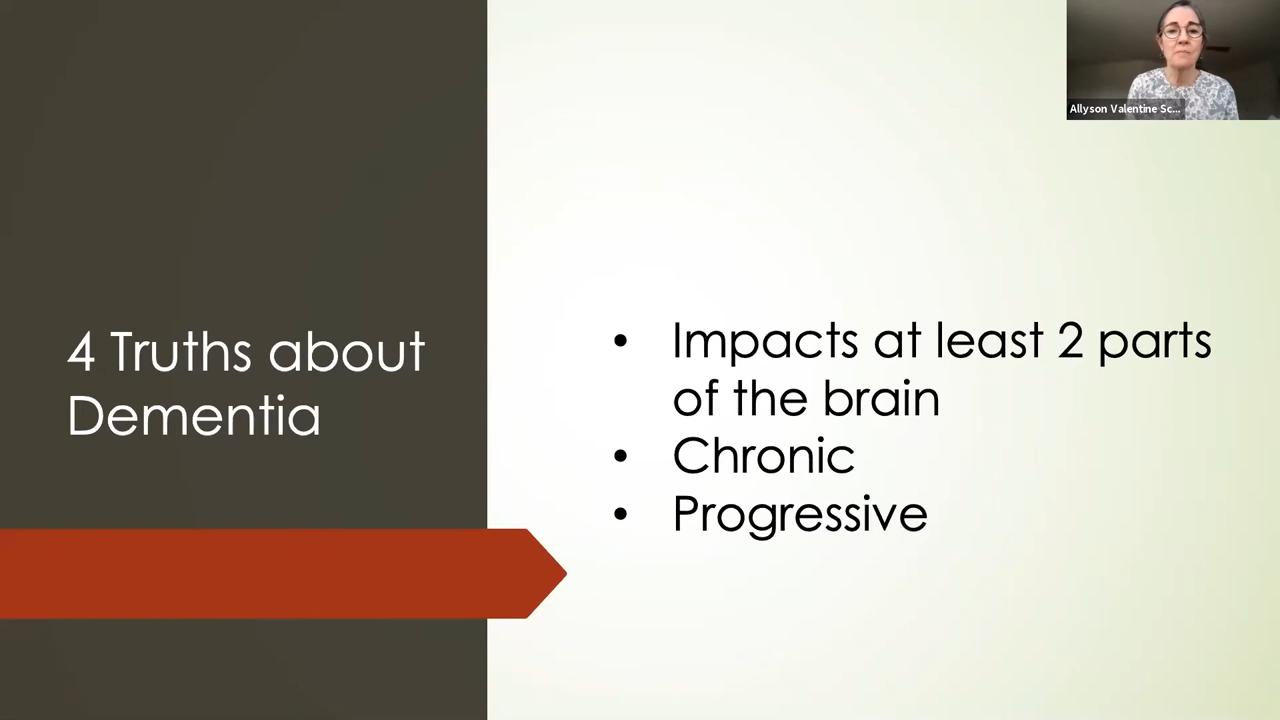 4 Truths about
Dementia
• Impacts at least 2 parts
of the brain
• Chronic
• Progressive
Allyson Valentine Sc...